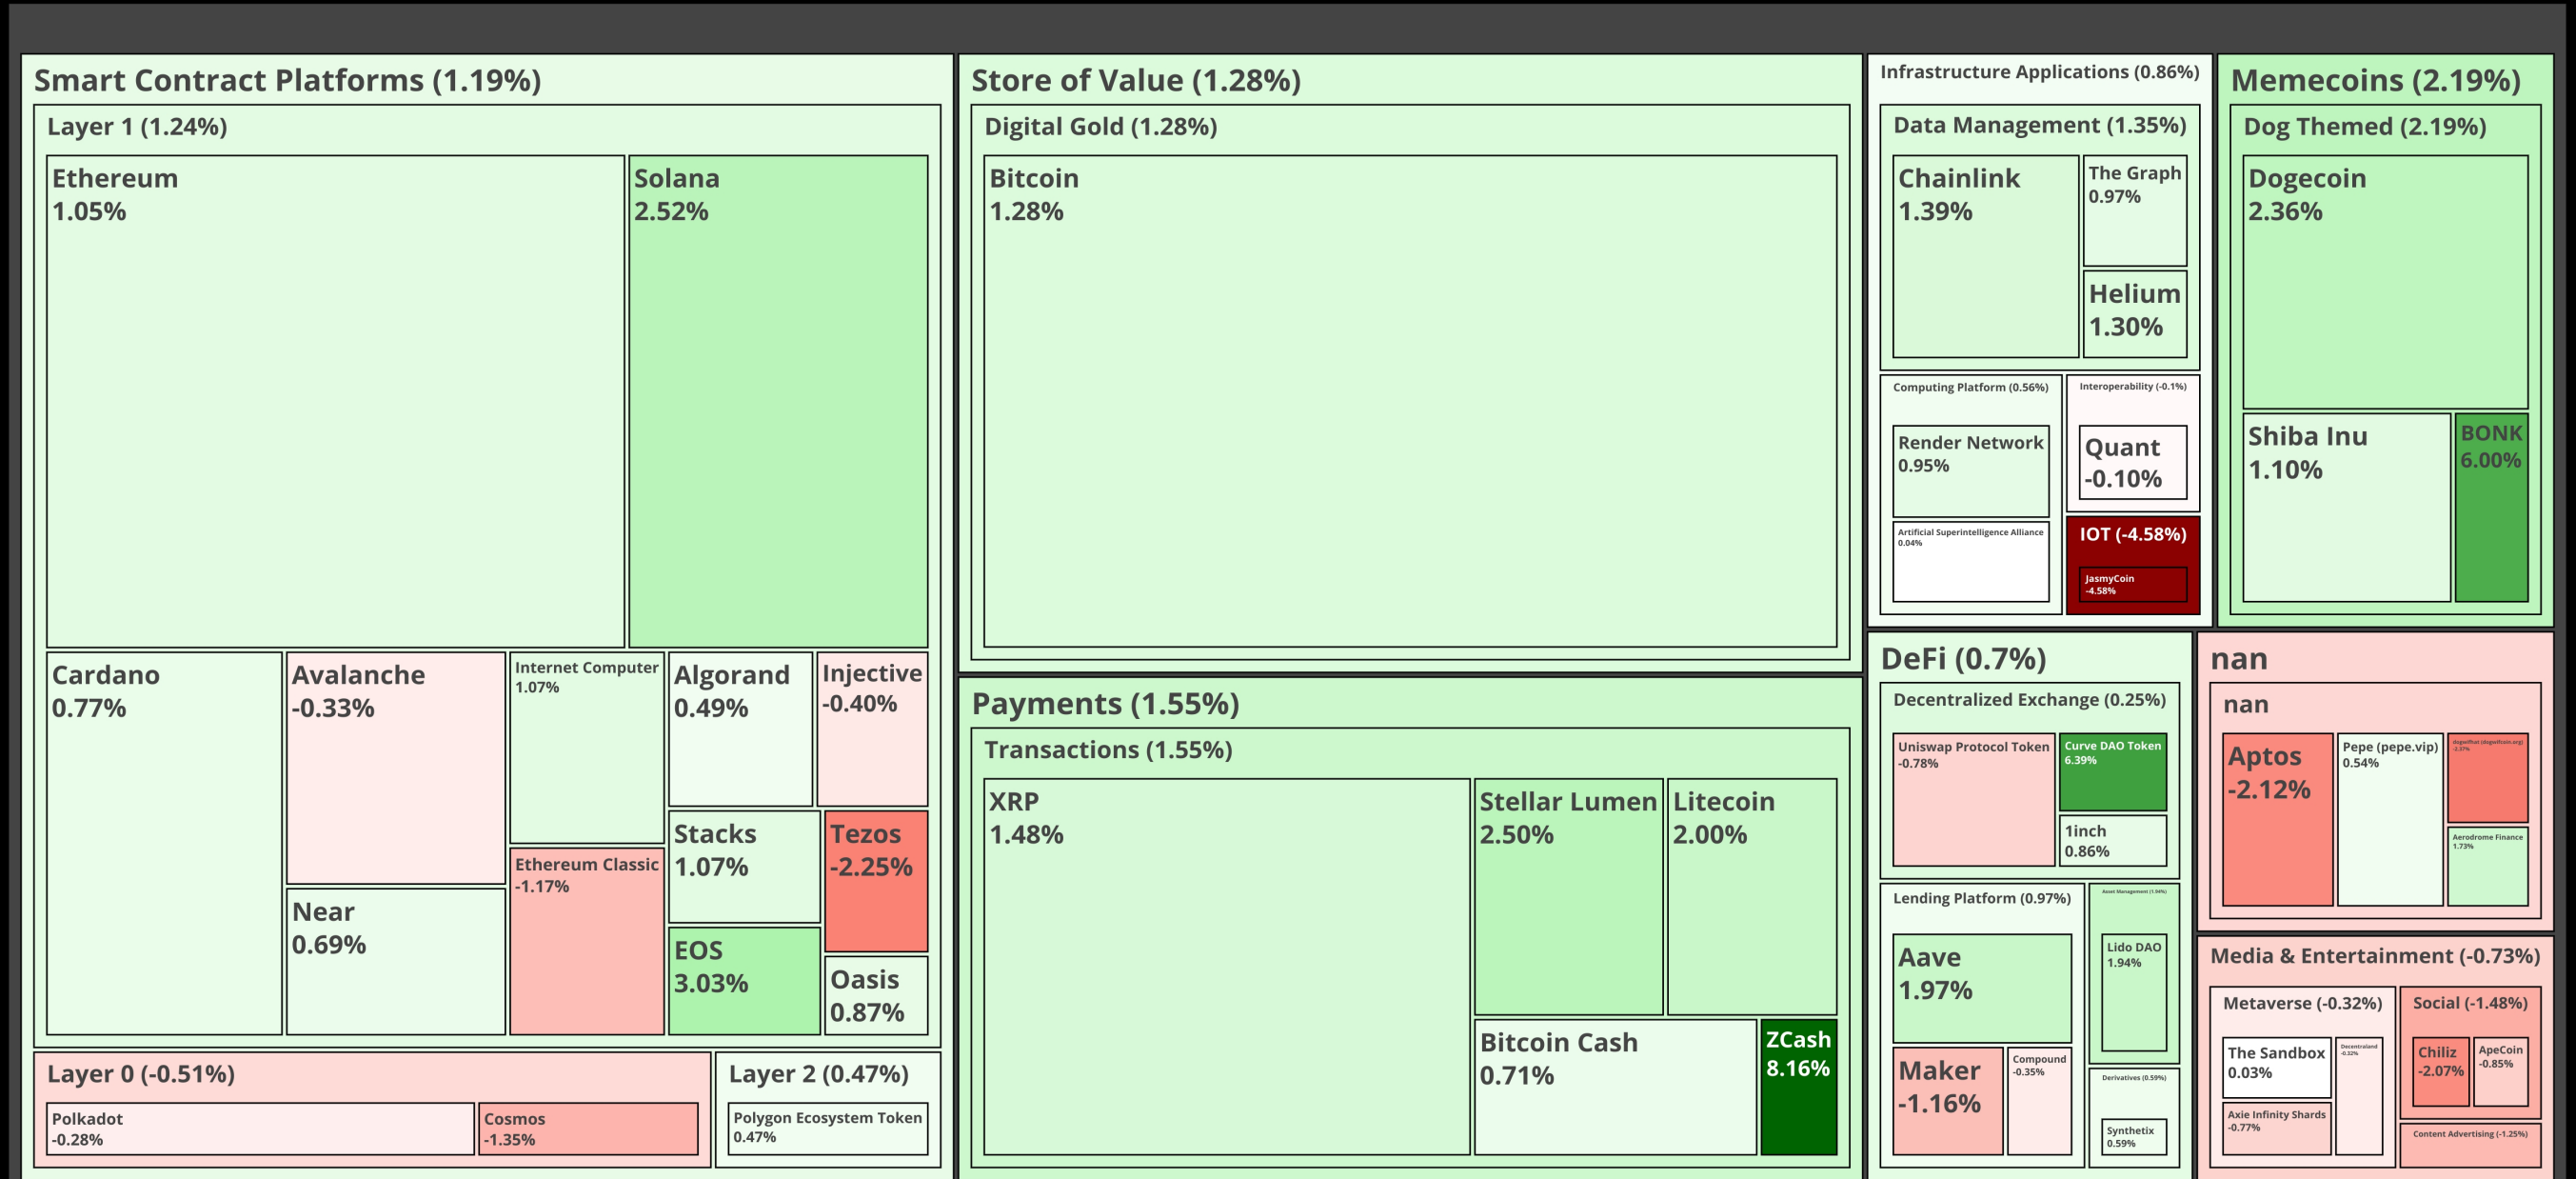 Smart Contract Platforms (1.19%)
Layer 1 (1.24%)
Ethereum
1.05%
Solana
2.52%
Cardano
0.77%
Avalanche
-0.33%
Near
0.69%
Internet Computer
1.07%
Ethereum Classic
-1.17%
Algorand
0.49%
Injective
-0.40%
Stacks
1.07%
Tezos
-2.25%
EOS
3.03%
Oasis
0.87%
Layer 0 (-0.51%)
Polkadot
-0.28%
Cosmos
-1.35%
Layer 2 (0.47%)
Polygon Ecosystem Token
0.47%
Store of Value (1.28%)
Digital Gold (1.28%)
Bitcoin
1.28%
Payments (1.55%)
Transactions (1.55%)
XRP
1.48%
Stellar Lumen
2.50%
Litecoin
2.00%
Bitcoin Cash
0.71%
ZCash
8.16%
Infrastructure Applications (0.86%)
Data Management (1.35%)
Chainlink
1.39%
The Graph
0.97%
Helium
1.30%
Computing Platform (0.56%)
Render Network
0.95%
Artificial Superintelligence Alliance
0.04%
Interoperability (-0.1%)
Quant
-0.10%
IOT (-4.58%)
JasmyCoin
-4.58%
Memecoins (2.19%)
Dog Themed (2.19%)
Dogecoin
2.36%
Shiba Inu
1.10%
BONK
6.00%
DeFi (0.7%)
Decentralized Exchange (0.25%)
Uniswap Protocol Token
-0.78%
Curve DAO Token
6.39%
1inch
0.86%
Lending Platform (0.97%)
Aave
1.97%
Maker
-1.16%
Compound
-0.35%
Asset Management (1.94%)
Lido DAO
1.94%
Derivatives (0.59%)
Synthetix
0.59%
nan
nan
Aptos
-2.12%
Pepe (pepe.vip)
0.54%
dogwifhat (dogwifcoin.org)
Aerodrome Finance
1.73%
Media & Entertainment (-0.73%)
Metaverse (-0.32%)
The Sandbox
0.03%
Axie Infinity Shards
-0.77%
Decentraland
-0.32%
Social (-1.48%)
Chiliz
-2.07%
ApeCoin
-0.85%
Content Advertising (-1.25%)